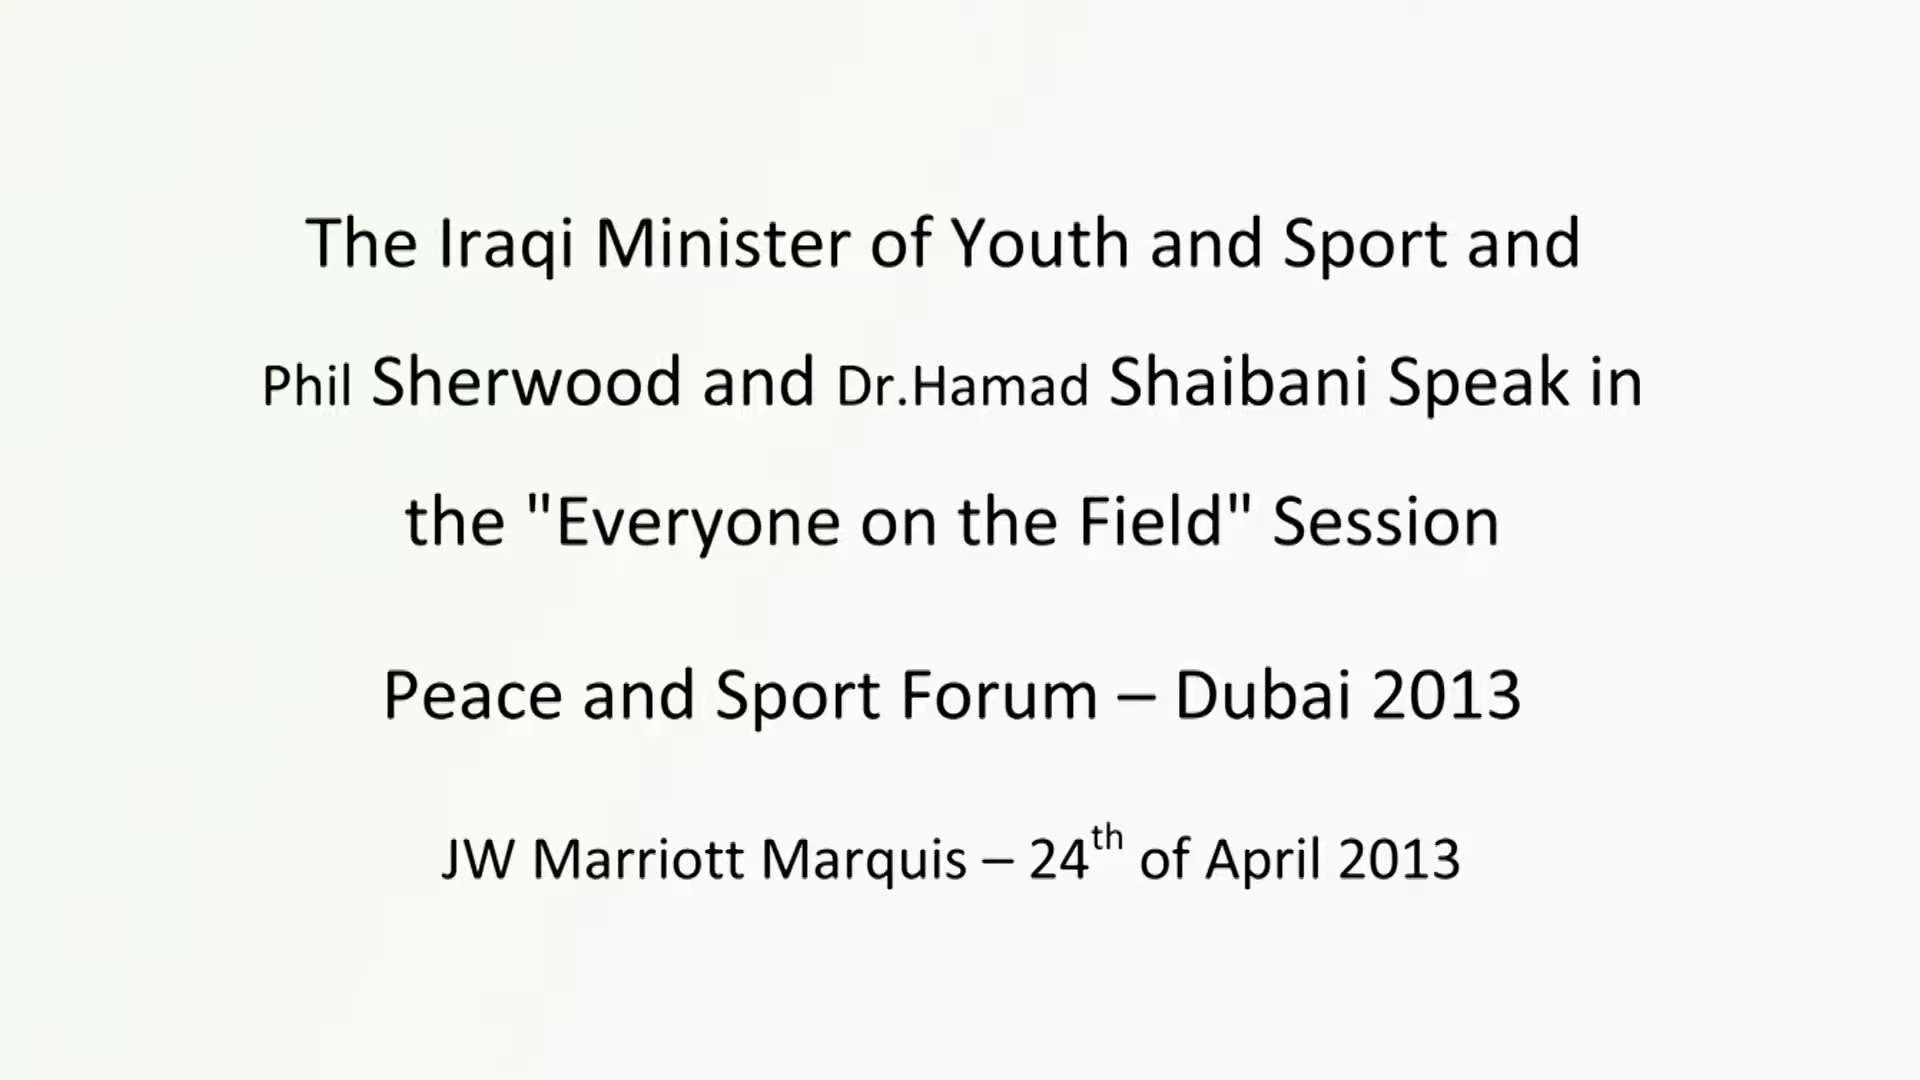 The Iraqi Minister of Youth and Sport and
Phil Sherwood and Dr.Hamad Shaibani Speak in
the "Everyone on the Field" Session
Peace and Sport Forum – Dubai 2013
JW Marriott Marquis – 24th of April 2013